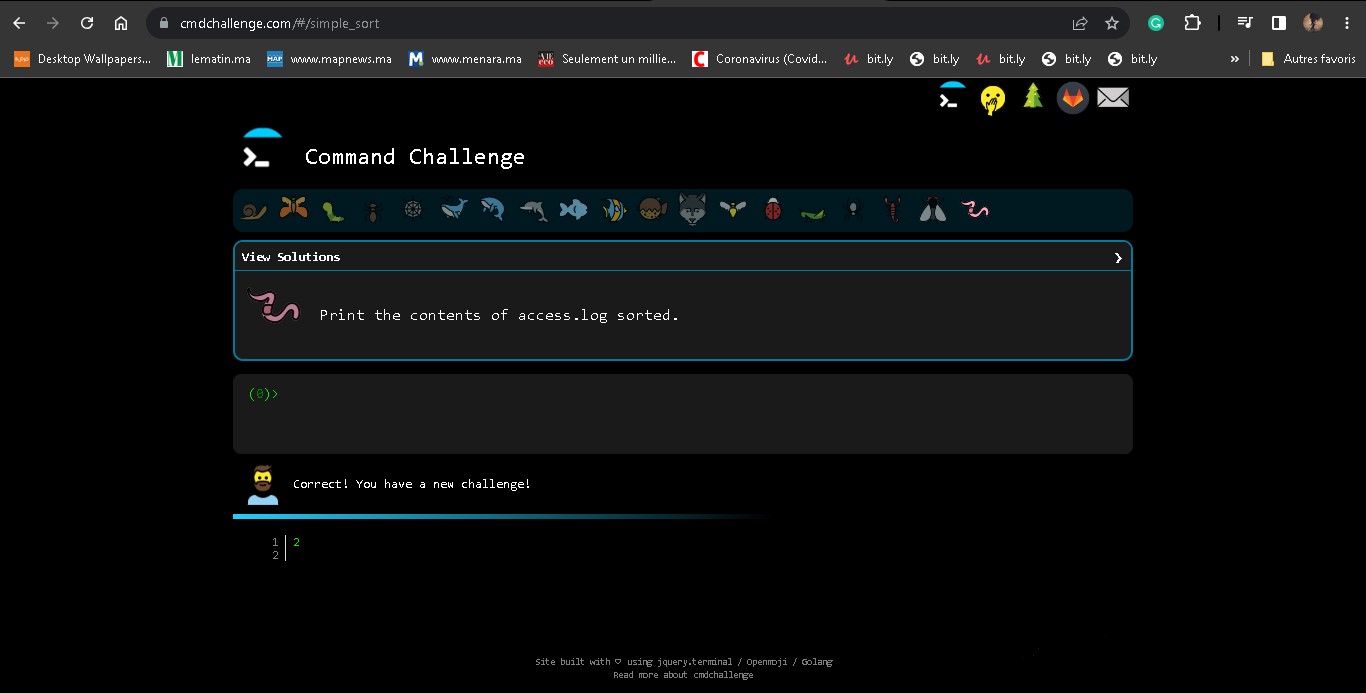 cmdchallenge.com/#/simple_sort
Desktop Wallpapers... lematin.ma www.mapnews.ma www.menara.ma Seulement un millie... Coronavirus (Covid... bit.ly bit.ly bit.ly bit.ly bit.ly » Autres favoris
Command Challenge
View Solutions ❯
Print the contents of access.log sorted.
(0)>
Correct! You have a new challenge!
1 2
2
Site built with ♡ using jquery.terminal / Openmoji / Golang
Read more about cmdchallenge